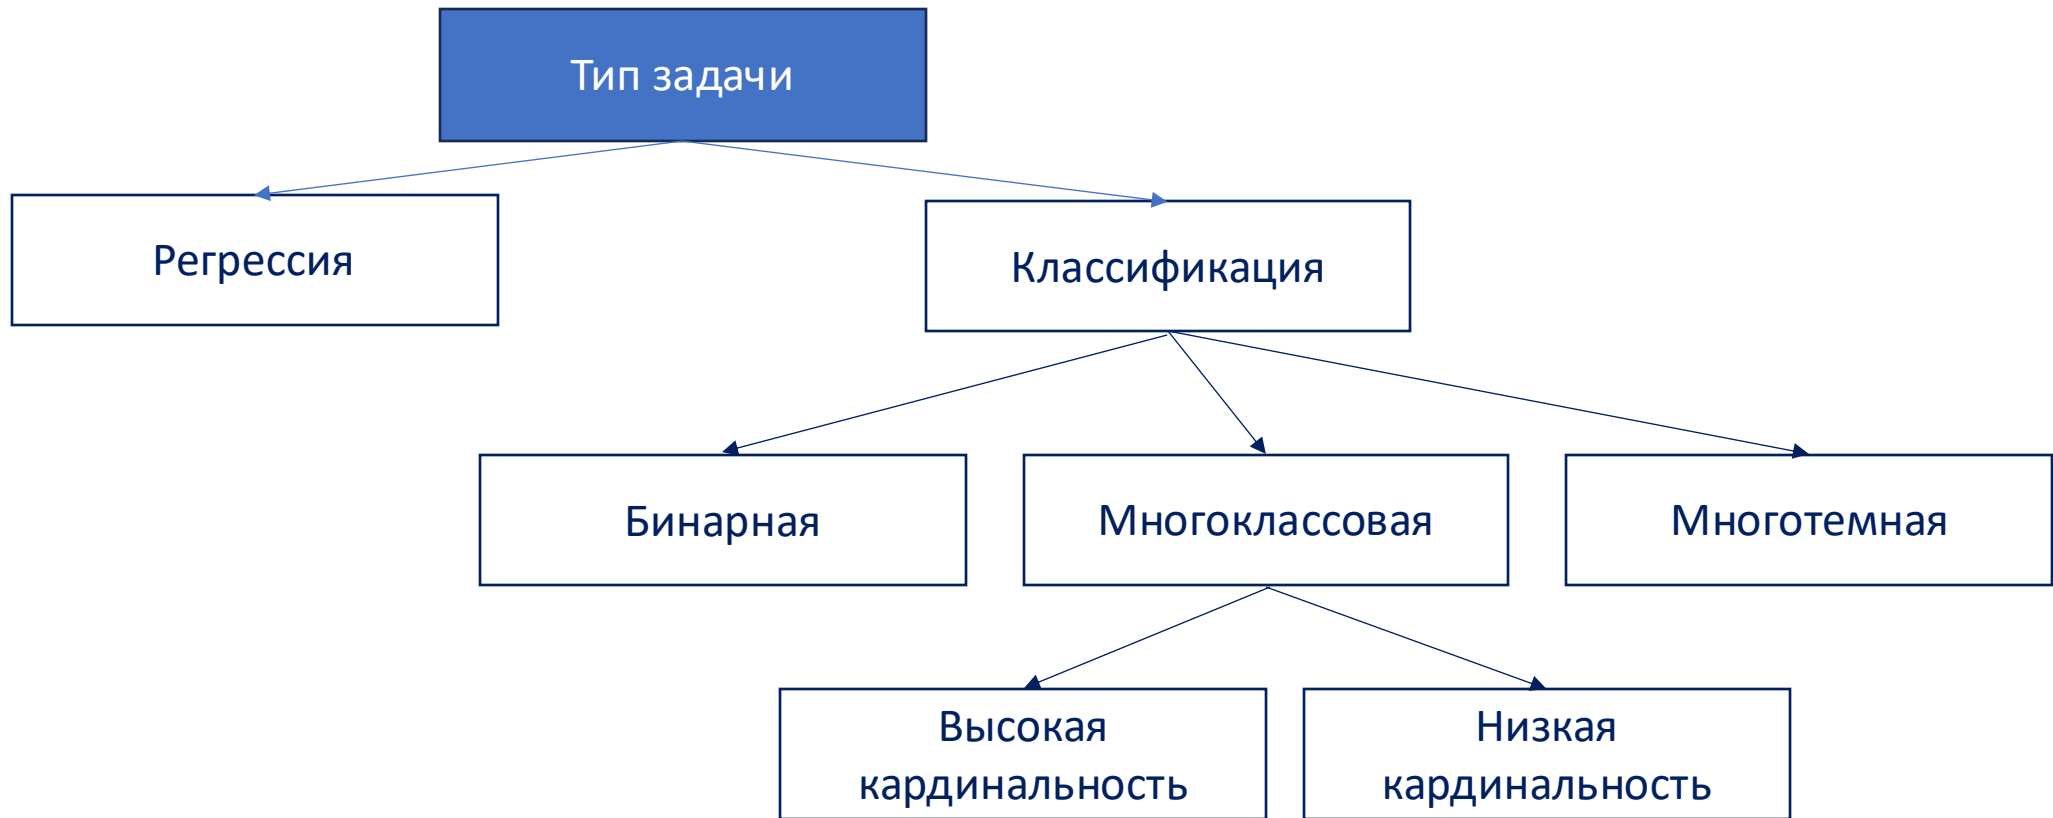 Тип задачи
Регрессия
Классификация
Бинарная
Многоклассовая
Многотемная
Высокая
кардинальность
Низкая
кардинальность